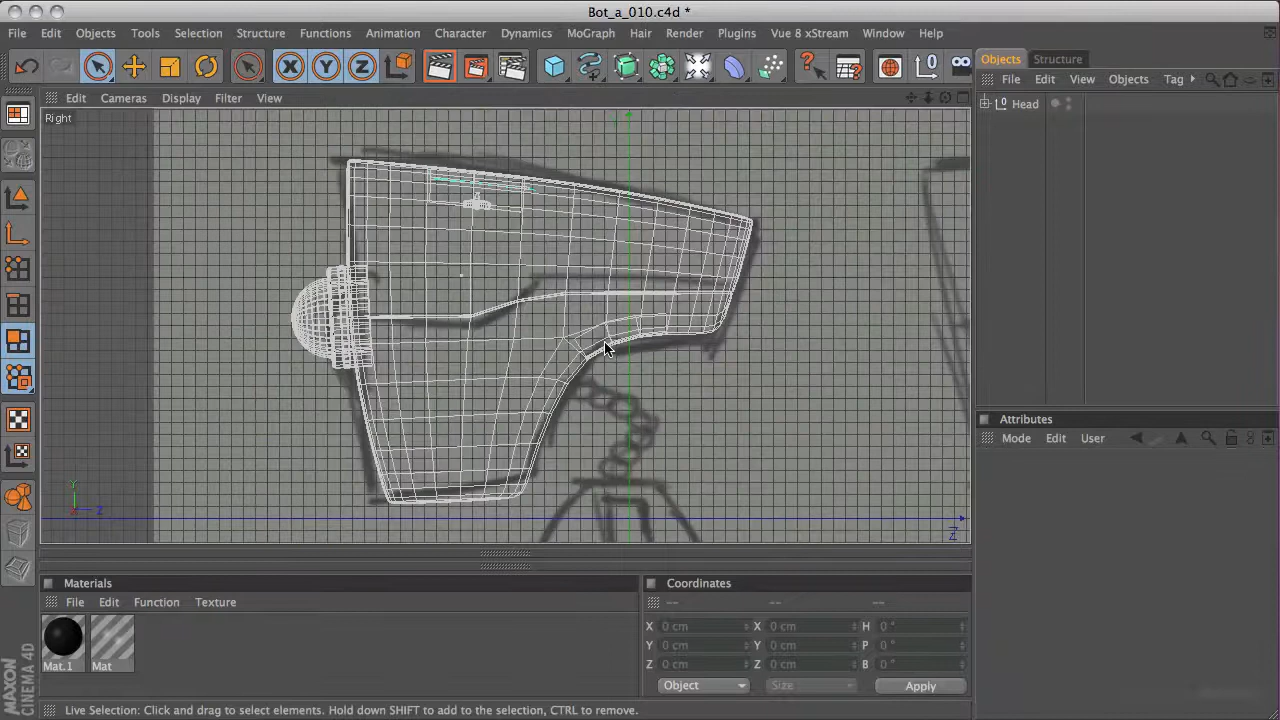 Bot_a_010.c4d *
File Edit Objects Tools Selection Structure Functions Animation Character Dynamics MoGraph Hair Render Plugins Vue 8 xStream Window Help
Objects Structure
Edit Cameras Display Filter View
File Edit View Objects Tag
Right
Head
Y
Z
X
Z
Attributes
Mode Edit User
Materials
Coordinates
File Edit Function Texture
-- -- --
X 0 cm X 0 cm H 0 °
Y 0 cm Y 0 cm P 0 °
Z 0 cm Z 0 cm B 0 °
Mat.1 Mat
Object Size Apply
MAXON CINEMA 4D
Live Selection: Click and drag to select elements. Hold down SHIFT to add to the selection, CTRL to remove.